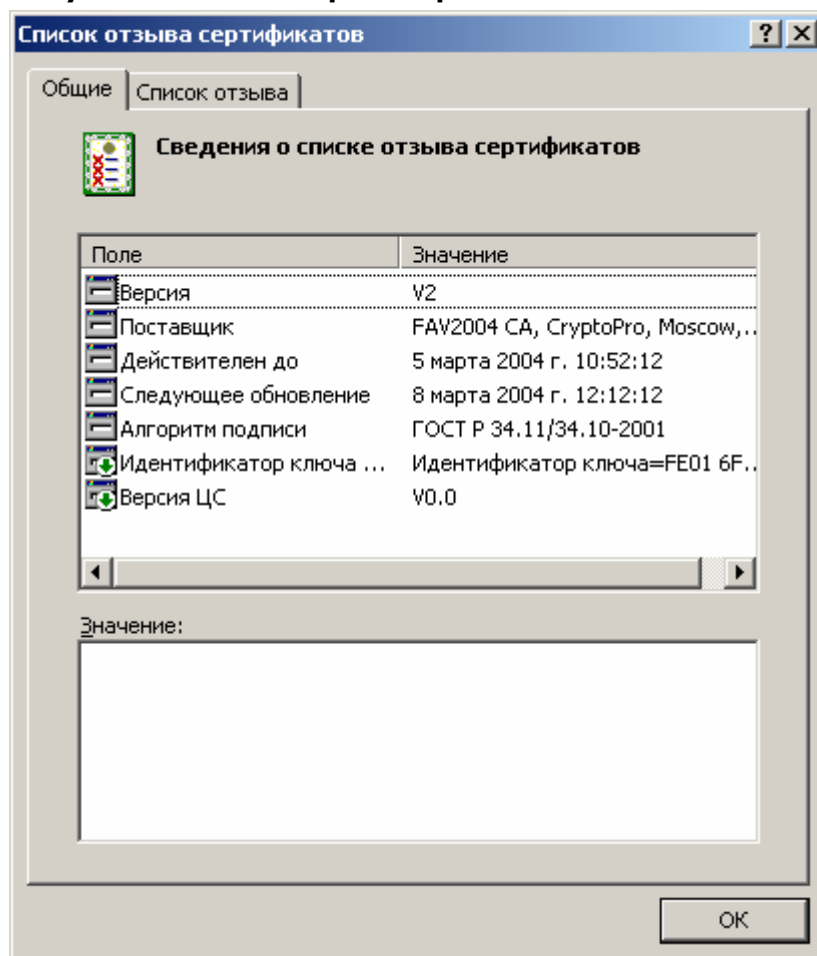 Список отзыва сертификатов
Общие Список отзыва
Сведения о списке отзыва сертификатов
Поле Значение
Версия V2
Поставщик FAV2004 CA, CryptoPro, Moscow,..
Действителен до 5 марта 2004 г. 10:52:12
Следующее обновление 8 марта 2004 г. 12:12:12
Алгоритм подписи ГОСТ Р 34.11/34.10-2001
Идентификатор ключа ... Идентификатор ключа=FE01 6F..
Версия ЦС V0.0
Значение:
ОК